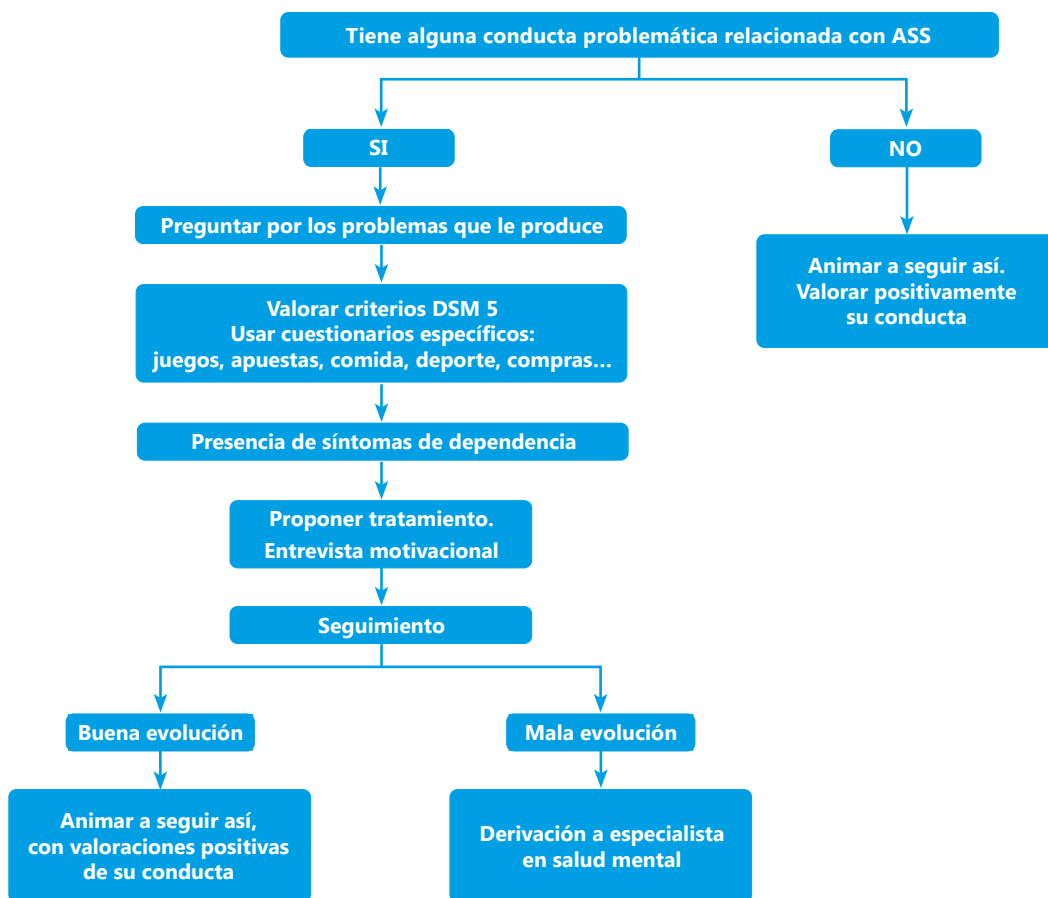 Tiene alguna conducta problemática relacionada con ASS
SI
NO
Preguntar por los problemas que le produce
Animar a seguir así.
Valorar positivamente
su conducta
Valorar criterios DSM 5
Usar cuestionarios específicos:
juegos, apuestas, comida, deporte, compras...
Presencia de síntomas de dependencia
Proponer tratamiento.
Entrevista motivacional
Seguimiento
Buena evolución
Mala evolución
Animar a seguir así,
con valoraciones positivas
de su conducta
Derivación a especialista
en salud mental